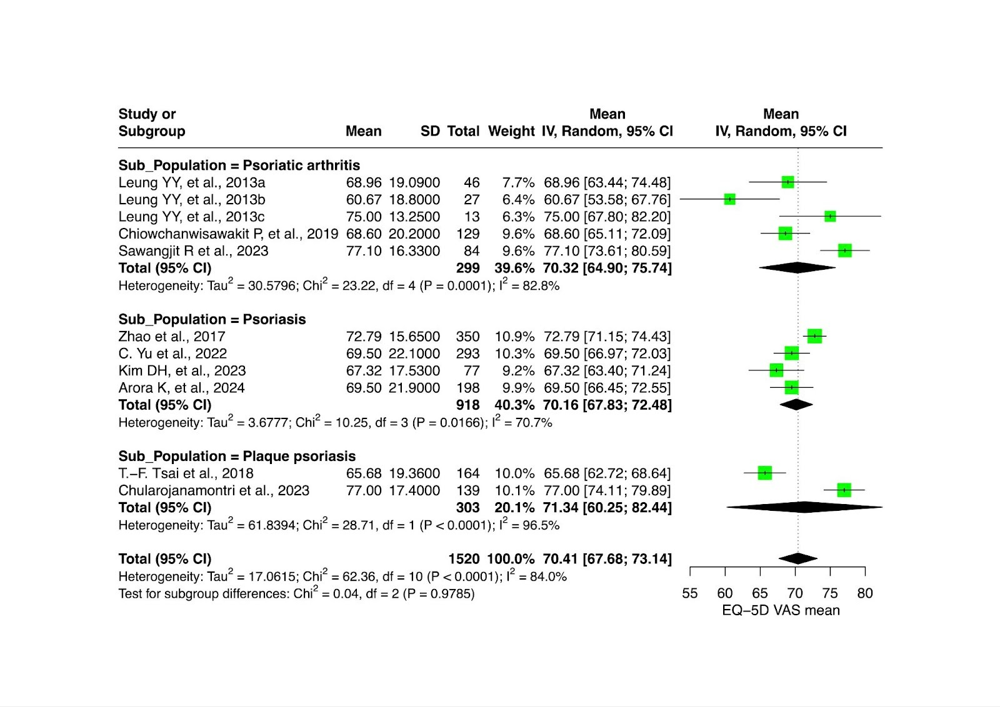 Study or Mean Mean
Subgroup Mean SD Total Weight IV, Random, 95% CI IV, Random, 95% CI
Sub_Population = Psoriatic arthritis
Leung YY, et al., 2013a 68.96 19.0900 46 7.7% 68.96 [63.44; 74.48]
Leung YY, et al., 2013b 60.67 18.8000 27 6.4% 60.67 [53.58; 67.76]
Leung YY, et al., 2013c 75.00 13.2500 13 6.3% 75.00 [67.80; 82.20]
Chiowchanwisawakit P, et al., 2019 68.60 20.2000 129 9.6% 68.60 [65.11; 72.09]
Sawangjit R et al., 2023 77.10 16.3300 84 9.6% 77.10 [73.61; 80.59]
Total (95% CI) 299 39.6% 70.32 [64.90; 75.74]
Heterogeneity: Tau² = 30.5796; Chi² = 23.22, df = 4 (P = 0.0001); I² = 82.8%
Sub_Population = Psoriasis
Zhao et al., 2017 72.79 15.6500 350 10.9% 72.79 [71.15; 74.43]
C. Yu et al., 2022 69.50 22.1000 293 10.3% 69.50 [66.97; 72.03]
Kim DH, et al., 2023 67.32 17.5300 77 9.2% 67.32 [63.40; 71.24]
Arora K, et al., 2024 69.50 21.9000 198 9.9% 69.50 [66.45; 72.55]
Total (95% CI) 918 40.3% 70.16 [67.83; 72.48]
Heterogeneity: Tau² = 3.6777; Chi² = 10.25, df = 3 (P = 0.0166); I² = 70.7%
Sub_Population = Plaque psoriasis
T.−F. Tsai et al., 2018 65.68 19.3600 164 10.0% 65.68 [62.72; 68.64]
Chularojanamontri et al., 2023 77.00 17.4000 139 10.1% 77.00 [74.11; 79.89]
Total (95% CI) 303 20.1% 71.34 [60.25; 82.44]
Heterogeneity: Tau² = 61.8394; Chi² = 28.71, df = 1 (P < 0.0001); I² = 96.5%
Total (95% CI) 1520 100.0% 70.41 [67.68; 73.14]
Heterogeneity: Tau² = 17.0615; Chi² = 62.36, df = 10 (P < 0.0001); I² = 84.0%
Test for subgroup differences: Chi² = 0.04, df = 2 (P = 0.9785)
55 60 65 70 75 80
EQ−5D VAS mean